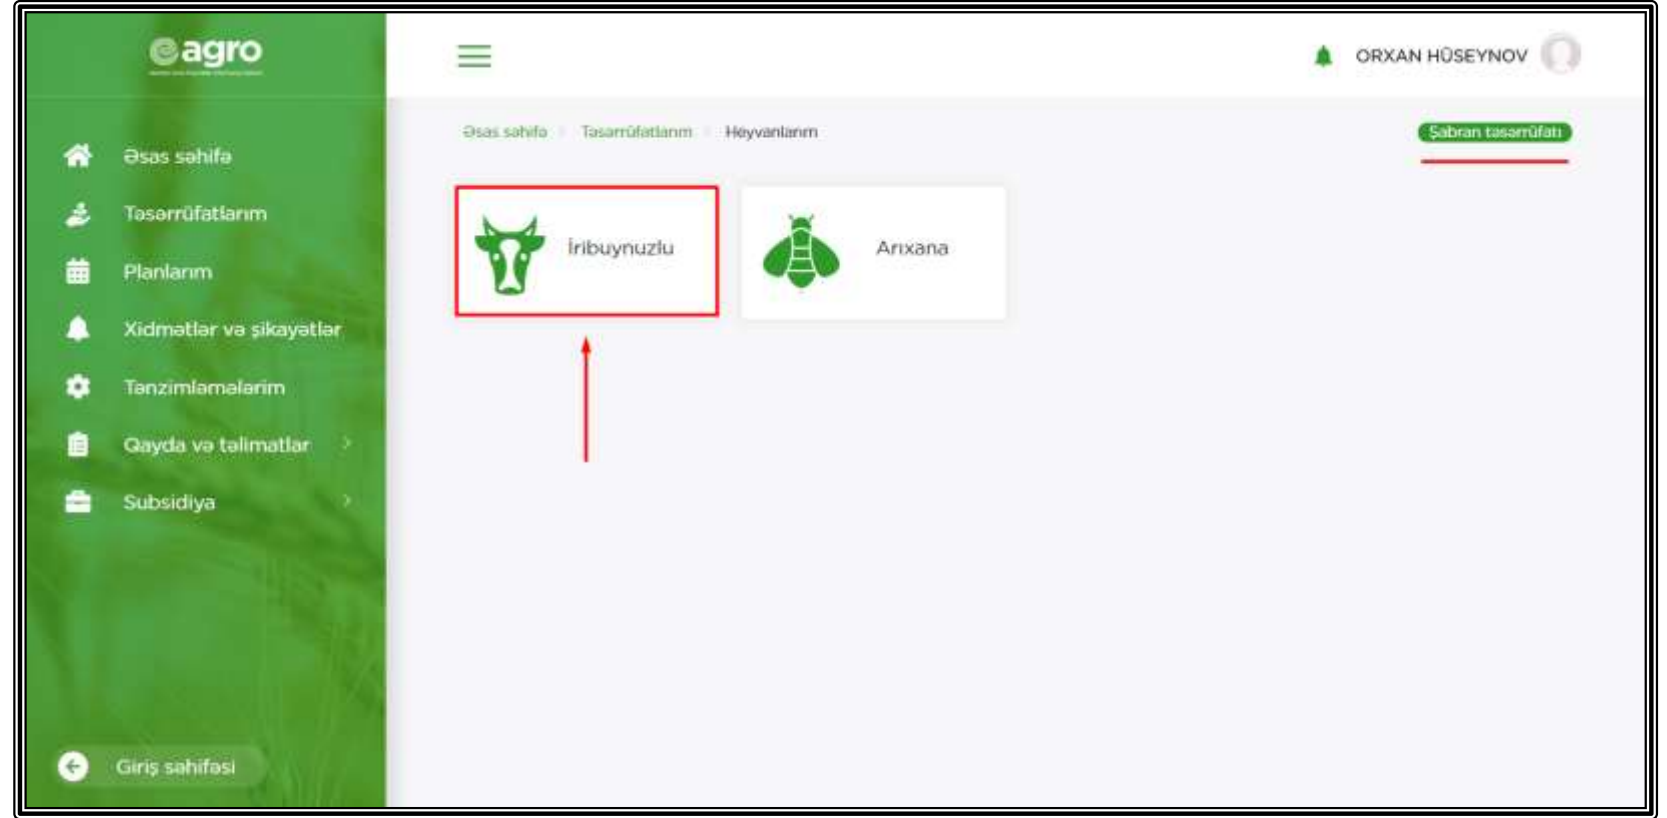 eagro
ORXAN HÜSEYNOV
Əsas səhifə
Təsərrüfatlarım
Heyvanlarım
Şabran təsərrüfatı
Əsas səhifə
Təsərrüfatlarım
Planlarım
Xidmətlər və şikayətlər
Tənzimləmələrim
Qayda və təlimatlar
Subsidiya
İribuynuzlu
Arıxana
Giriş səhifəsi